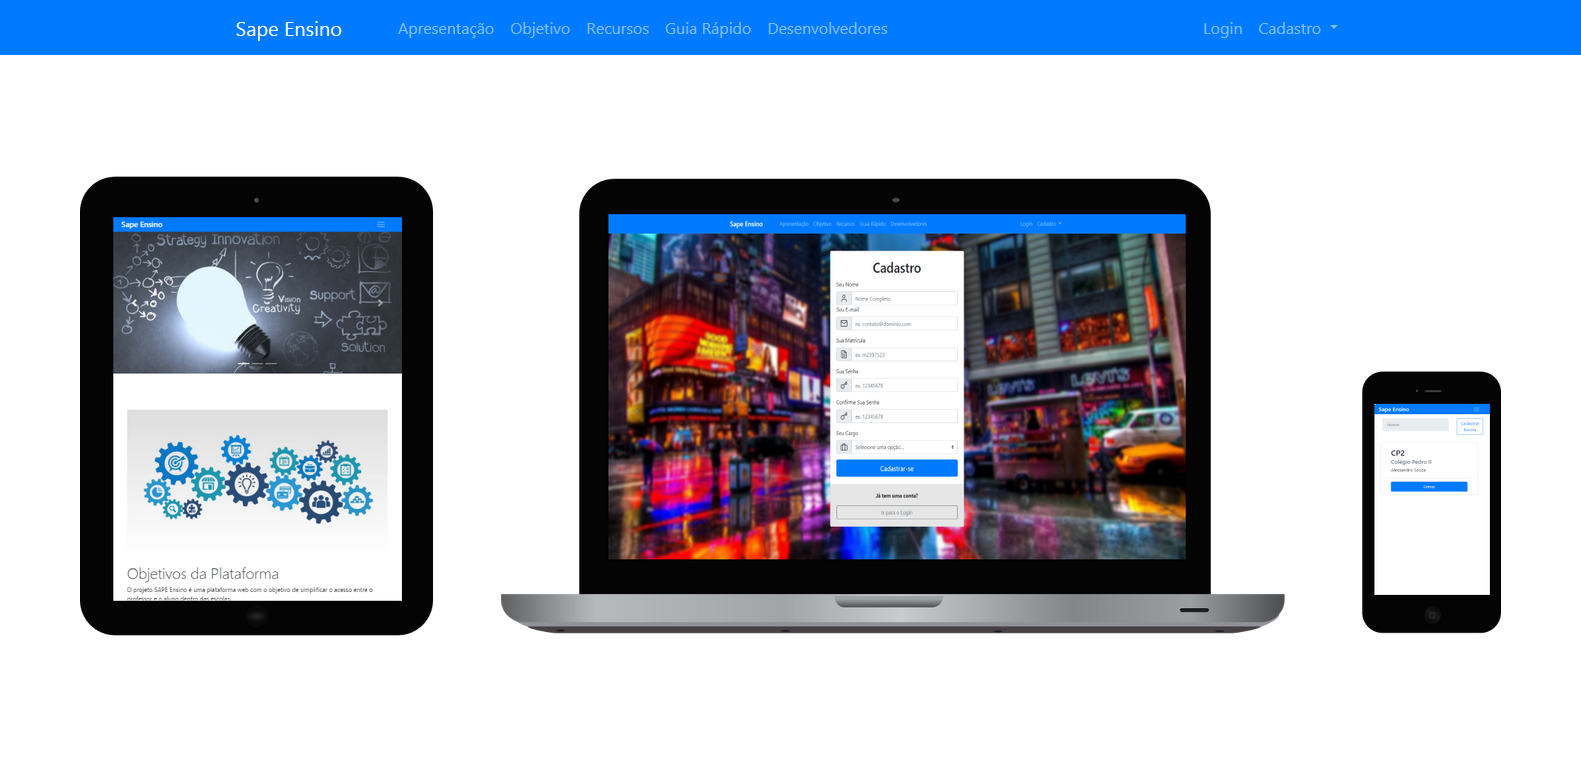 Sape Ensino Apresentação Objetivo Recursos Guia Rápido Desenvolvedores Login Cadastro
Sape Ensino
Strategy Innovation
Vision
Creativity
Support
Solution
Objetivos da Plataforma
O projeto SAPE Ensino é uma plataforma web com o objetivo de simplificar o acesso entre o
professor e o aluno dentro das escolas.
Sape Ensino Apresentação Objetivo Recursos Guia Rápido Desenvolvedores Login Cadastro
Cadastro
Seu Nome
Nome Completo
Seu E-mail
ex. contato@dominio.com
Sua Matrícula
ex. m2397523
Sua Senha
ex. 12345678
Confirme Sua Senha
ex. 12345678
Seu Cargo
Selecione uma opção...
Cadastrar-se
Já tem uma conta?
Ir para o Login
LEVI'S
LEVI'S
Sape Ensino
Nome
Cadastrar
Escola
CP2
Colégio Pedro II
Alessandro Souza
Entrar